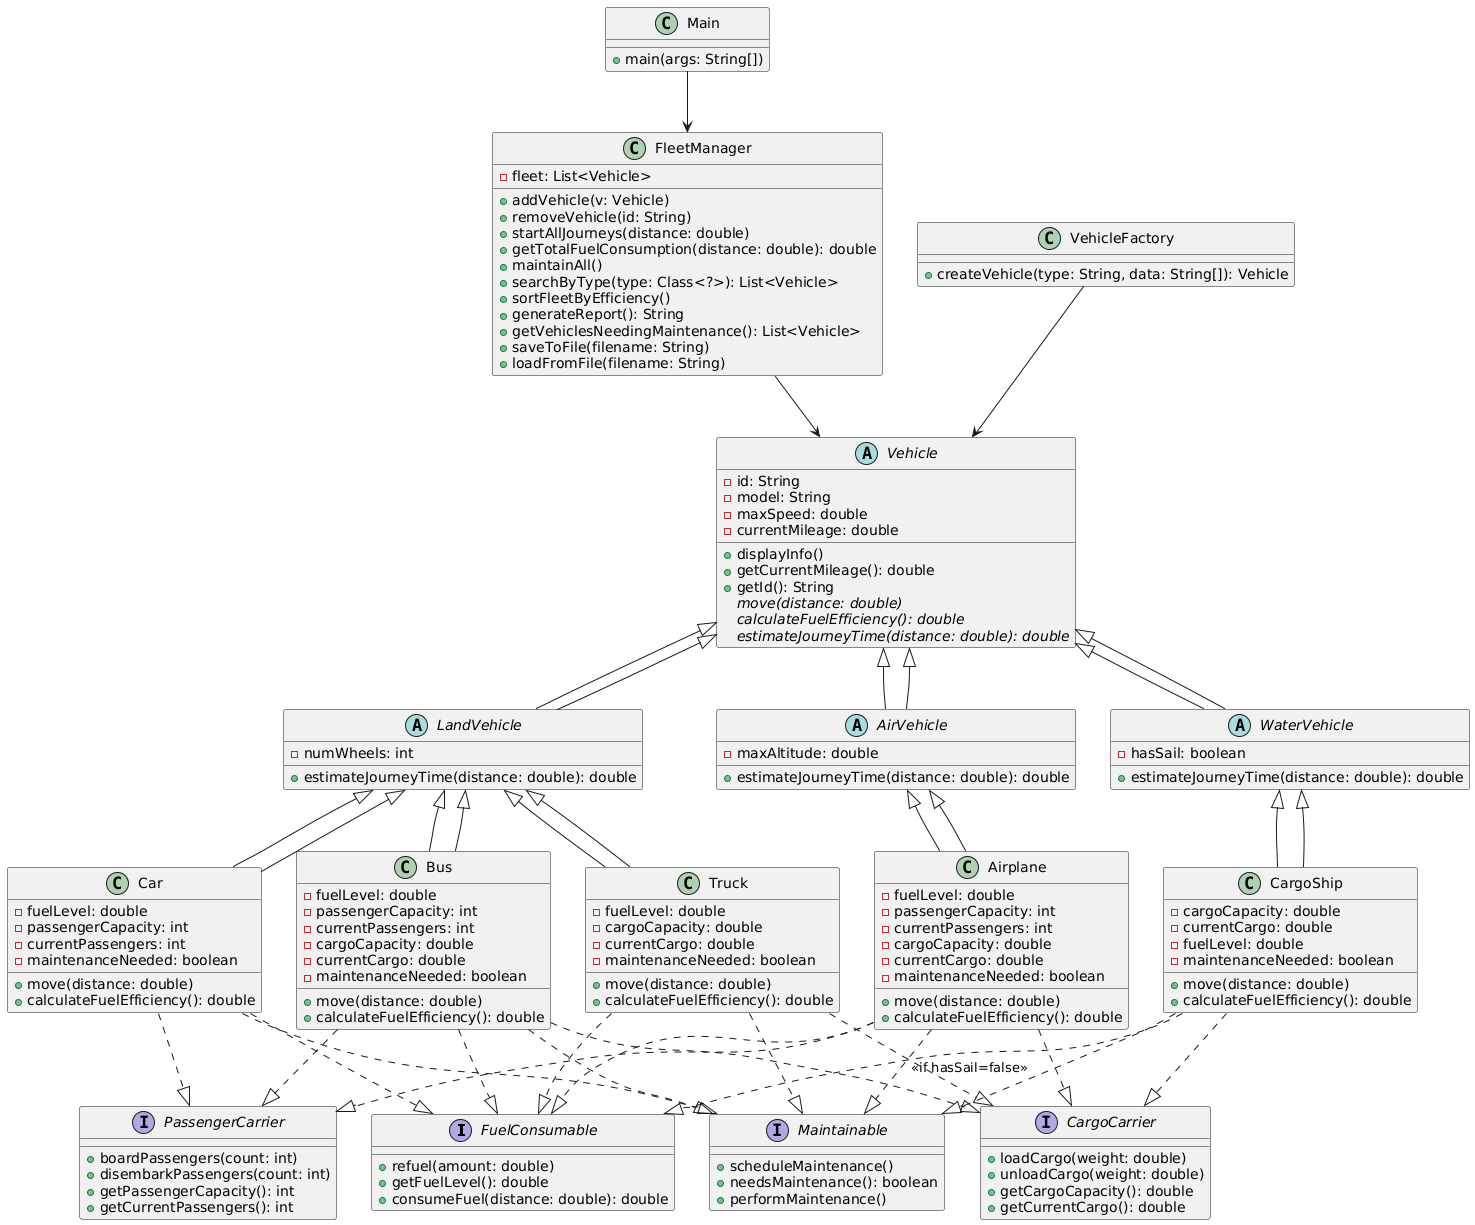 C Main
main(args: String[])
C FleetManager
fleet: List<Vehicle>
addVehicle(v: Vehicle)
removeVehicle(id: String)
startAllJourneys(distance: double)
getTotalFuelConsumption(distance: double): double
maintainAll()
searchByType(type: Class<?>): List<Vehicle>
sortFleetByEfficiency()
generateReport(): String
getVehiclesNeedingMaintenance(): List<Vehicle>
saveToFile(filename: String)
loadFromFile(filename: String)
C VehicleFactory
createVehicle(type: String, data: String[]): Vehicle
A Vehicle
id: String
model: String
maxSpeed: double
currentMileage: double
displayInfo()
getCurrentMileage(): double
getId(): String
move(distance: double)
calculateFuelEfficiency(): double
estimateJourneyTime(distance: double): double
A LandVehicle
numWheels: int
estimateJourneyTime(distance: double): double
A AirVehicle
maxAltitude: double
estimateJourneyTime(distance: double): double
A WaterVehicle
hasSail: boolean
estimateJourneyTime(distance: double): double
C Car
fuelLevel: double
passengerCapacity: int
currentPassengers: int
maintenanceNeeded: boolean
move(distance: double)
calculateFuelEfficiency(): double
C Bus
fuelLevel: double
passengerCapacity: int
currentPassengers: int
cargoCapacity: double
currentCargo: double
maintenanceNeeded: boolean
move(distance: double)
calculateFuelEfficiency(): double
C Truck
fuelLevel: double
cargoCapacity: double
currentCargo: double
maintenanceNeeded: boolean
move(distance: double)
calculateFuelEfficiency(): double
C Airplane
fuelLevel: double
passengerCapacity: int
currentPassengers: int
cargoCapacity: double
currentCargo: double
maintenanceNeeded: boolean
move(distance: double)
calculateFuelEfficiency(): double
C CargoShip
cargoCapacity: double
currentCargo: double
fuelLevel: double
maintenanceNeeded: boolean
move(distance: double)
calculateFuelEfficiency(): double
«if hasSail=false»
I PassengerCarrier
boardPassengers(count: int)
disembarkPassengers(count: int)
getPassengerCapacity(): int
getCurrentPassengers(): int
I FuelConsumable
refuel(amount: double)
getFuelLevel(): double
consumeFuel(distance: double): double
I Maintainable
scheduleMaintenance()
needsMaintenance(): boolean
performMaintenance()
I CargoCarrier
loadCargo(weight: double)
unloadCargo(weight: double)
getCargoCapacity(): double
getCurrentCargo(): double